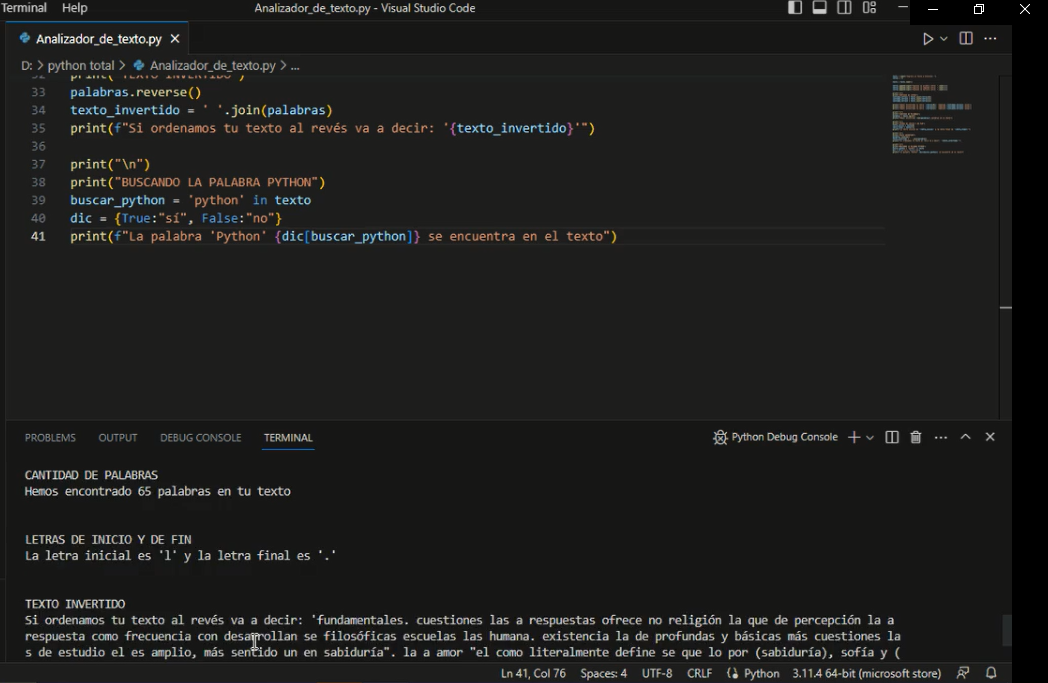 Terminal Help Analizador_de_texto.py - Visual Studio Code
Analizador_de_texto.py
D: > python total > Analizador_de_texto.py > ...
32 print("TEXTO INVERTIDO")
33 palabras.reverse()
34 texto_invertido = ' '.join(palabras)
35 print(f"Si ordenamos tu texto al revés va a decir: '{texto_invertido}'")
36
37 print("\n")
38 print("BUSCANDO LA PALABRA PYTHON")
39 buscar_python = 'python' in texto
40 dic = {True:"sí", False:"no"}
41 print(f"La palabra 'Python' {dic[buscar_python]} se encuentra en el texto")
PROBLEMS OUTPUT DEBUG CONSOLE TERMINAL Python Debug Console
CANTIDAD DE PALABRAS
Hemos encontrado 65 palabras en tu texto
LETRAS DE INICIO Y DE FIN
La letra inicial es 'l' y la letra final es '.'
TEXTO INVERTIDO
Si ordenamos tu texto al revés va a decir: 'fundamentales. cuestiones las a respuestas ofrece no religión la que de percepción la a
respuesta como frecuencia con desarrollan se filosóficas escuelas las humana. existencia la de profundas y básicas más cuestiones la
s de estudio el es amplio, más sentido un en sabiduría". la a amor "el como literalmente define se que lo por (sabiduría), sofía y (
Ln 41, Col 76 Spaces: 4 UTF-8 CRLF Python 3.11.4 64-bit (microsoft store)